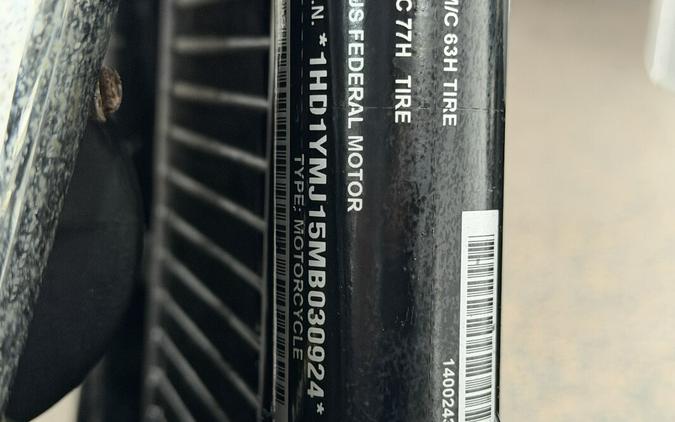 M/C 63H TIRE
C 77H TIRE
US FEDERAL MOTOR
.N. *1HD1YMJ15MB030924*
TYPE: MOTORCYCLE
1400243